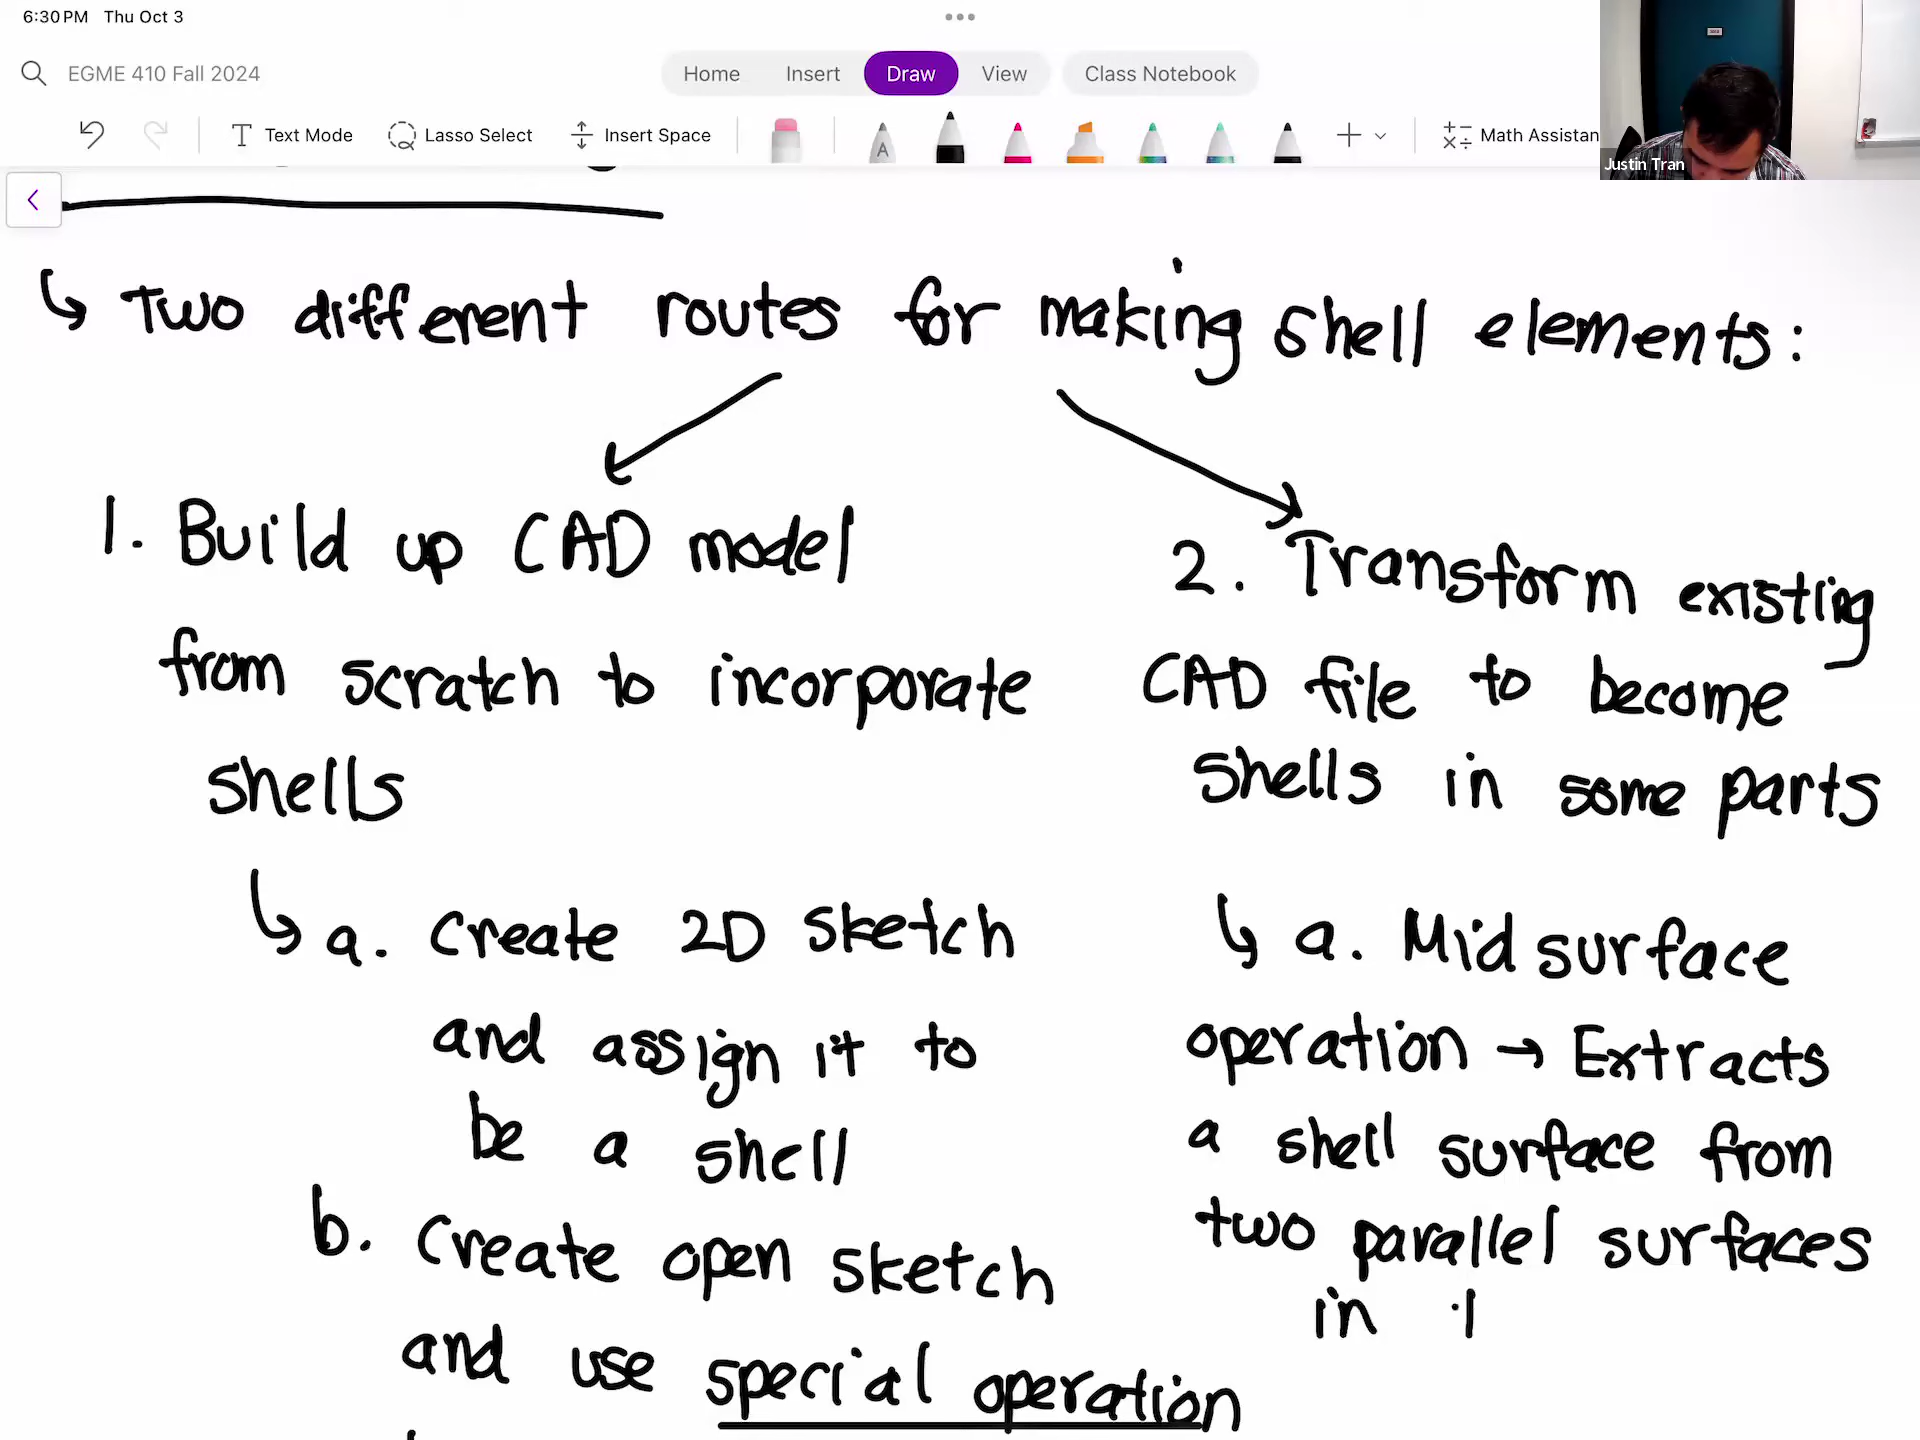 6:30 PM Thu Oct 3
EGME 410 Fall 2024
Home Insert Draw View Class Notebook
Text Mode Lasso Select Insert Space A Math Assistan
Justin Tran
Two different routes for making shell elements:
1. Build up CAD model
from scratch to incorporate
shells
a. Create 2D sketch
and assign it to
be a shell
b. Create open sketch
and use special operation
2. Transform existing
CAD file to become
shells in some parts
a. Midsurface
operation → Extracts
a shell surface from
two parallel surfaces
in